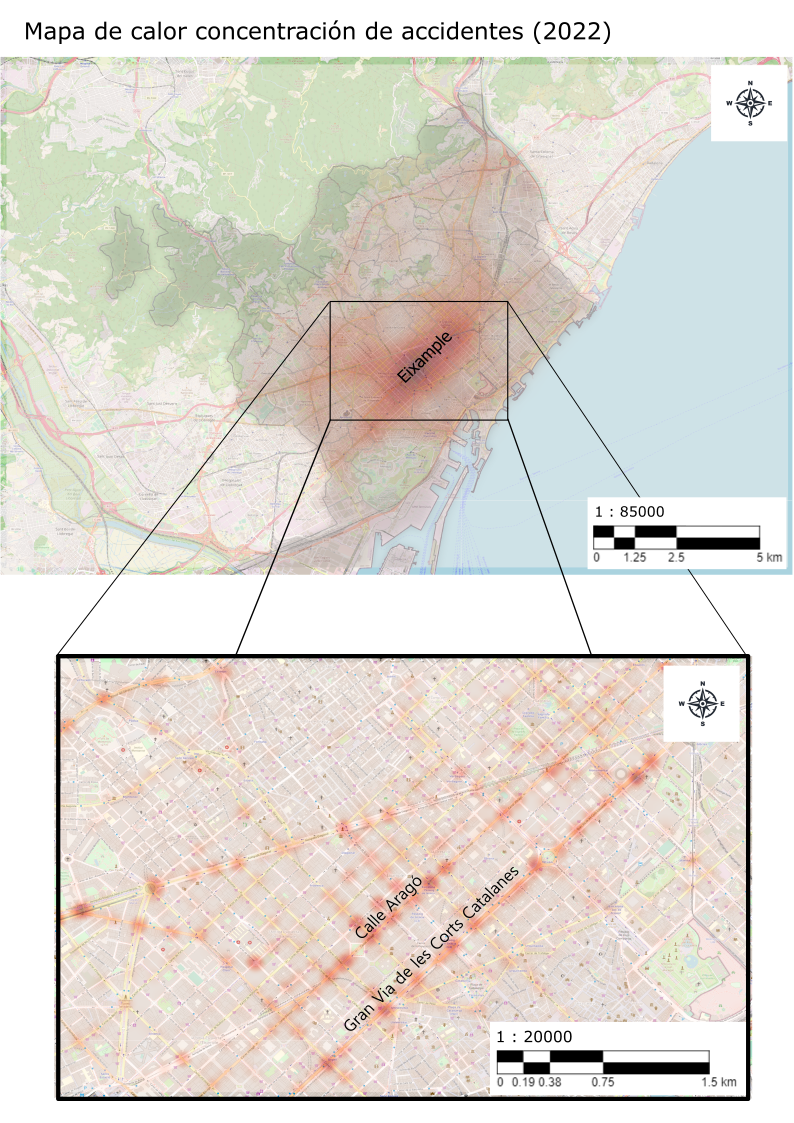 Mapa de calor concentración de accidentes (2022)
N
W E
S
Eixample
1 : 85000
0 1.25 2.5 5 km
N
W E
S
Calle Aragó
Gran Via de les Corts Catalanes
1 : 20000
0 0.19 0.38 0.75 1.5 km